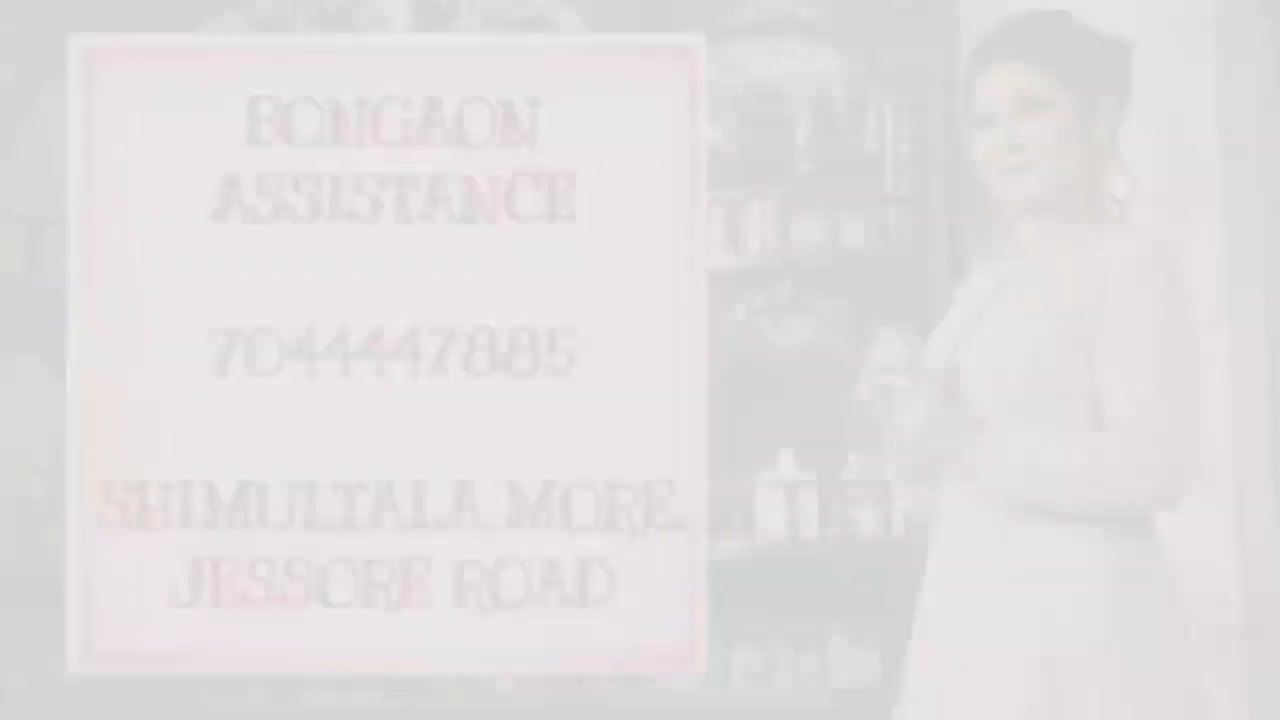 BONGAON
ASSISTANCE
7044447885
SHIMULTALA MORE
JESSORE ROAD